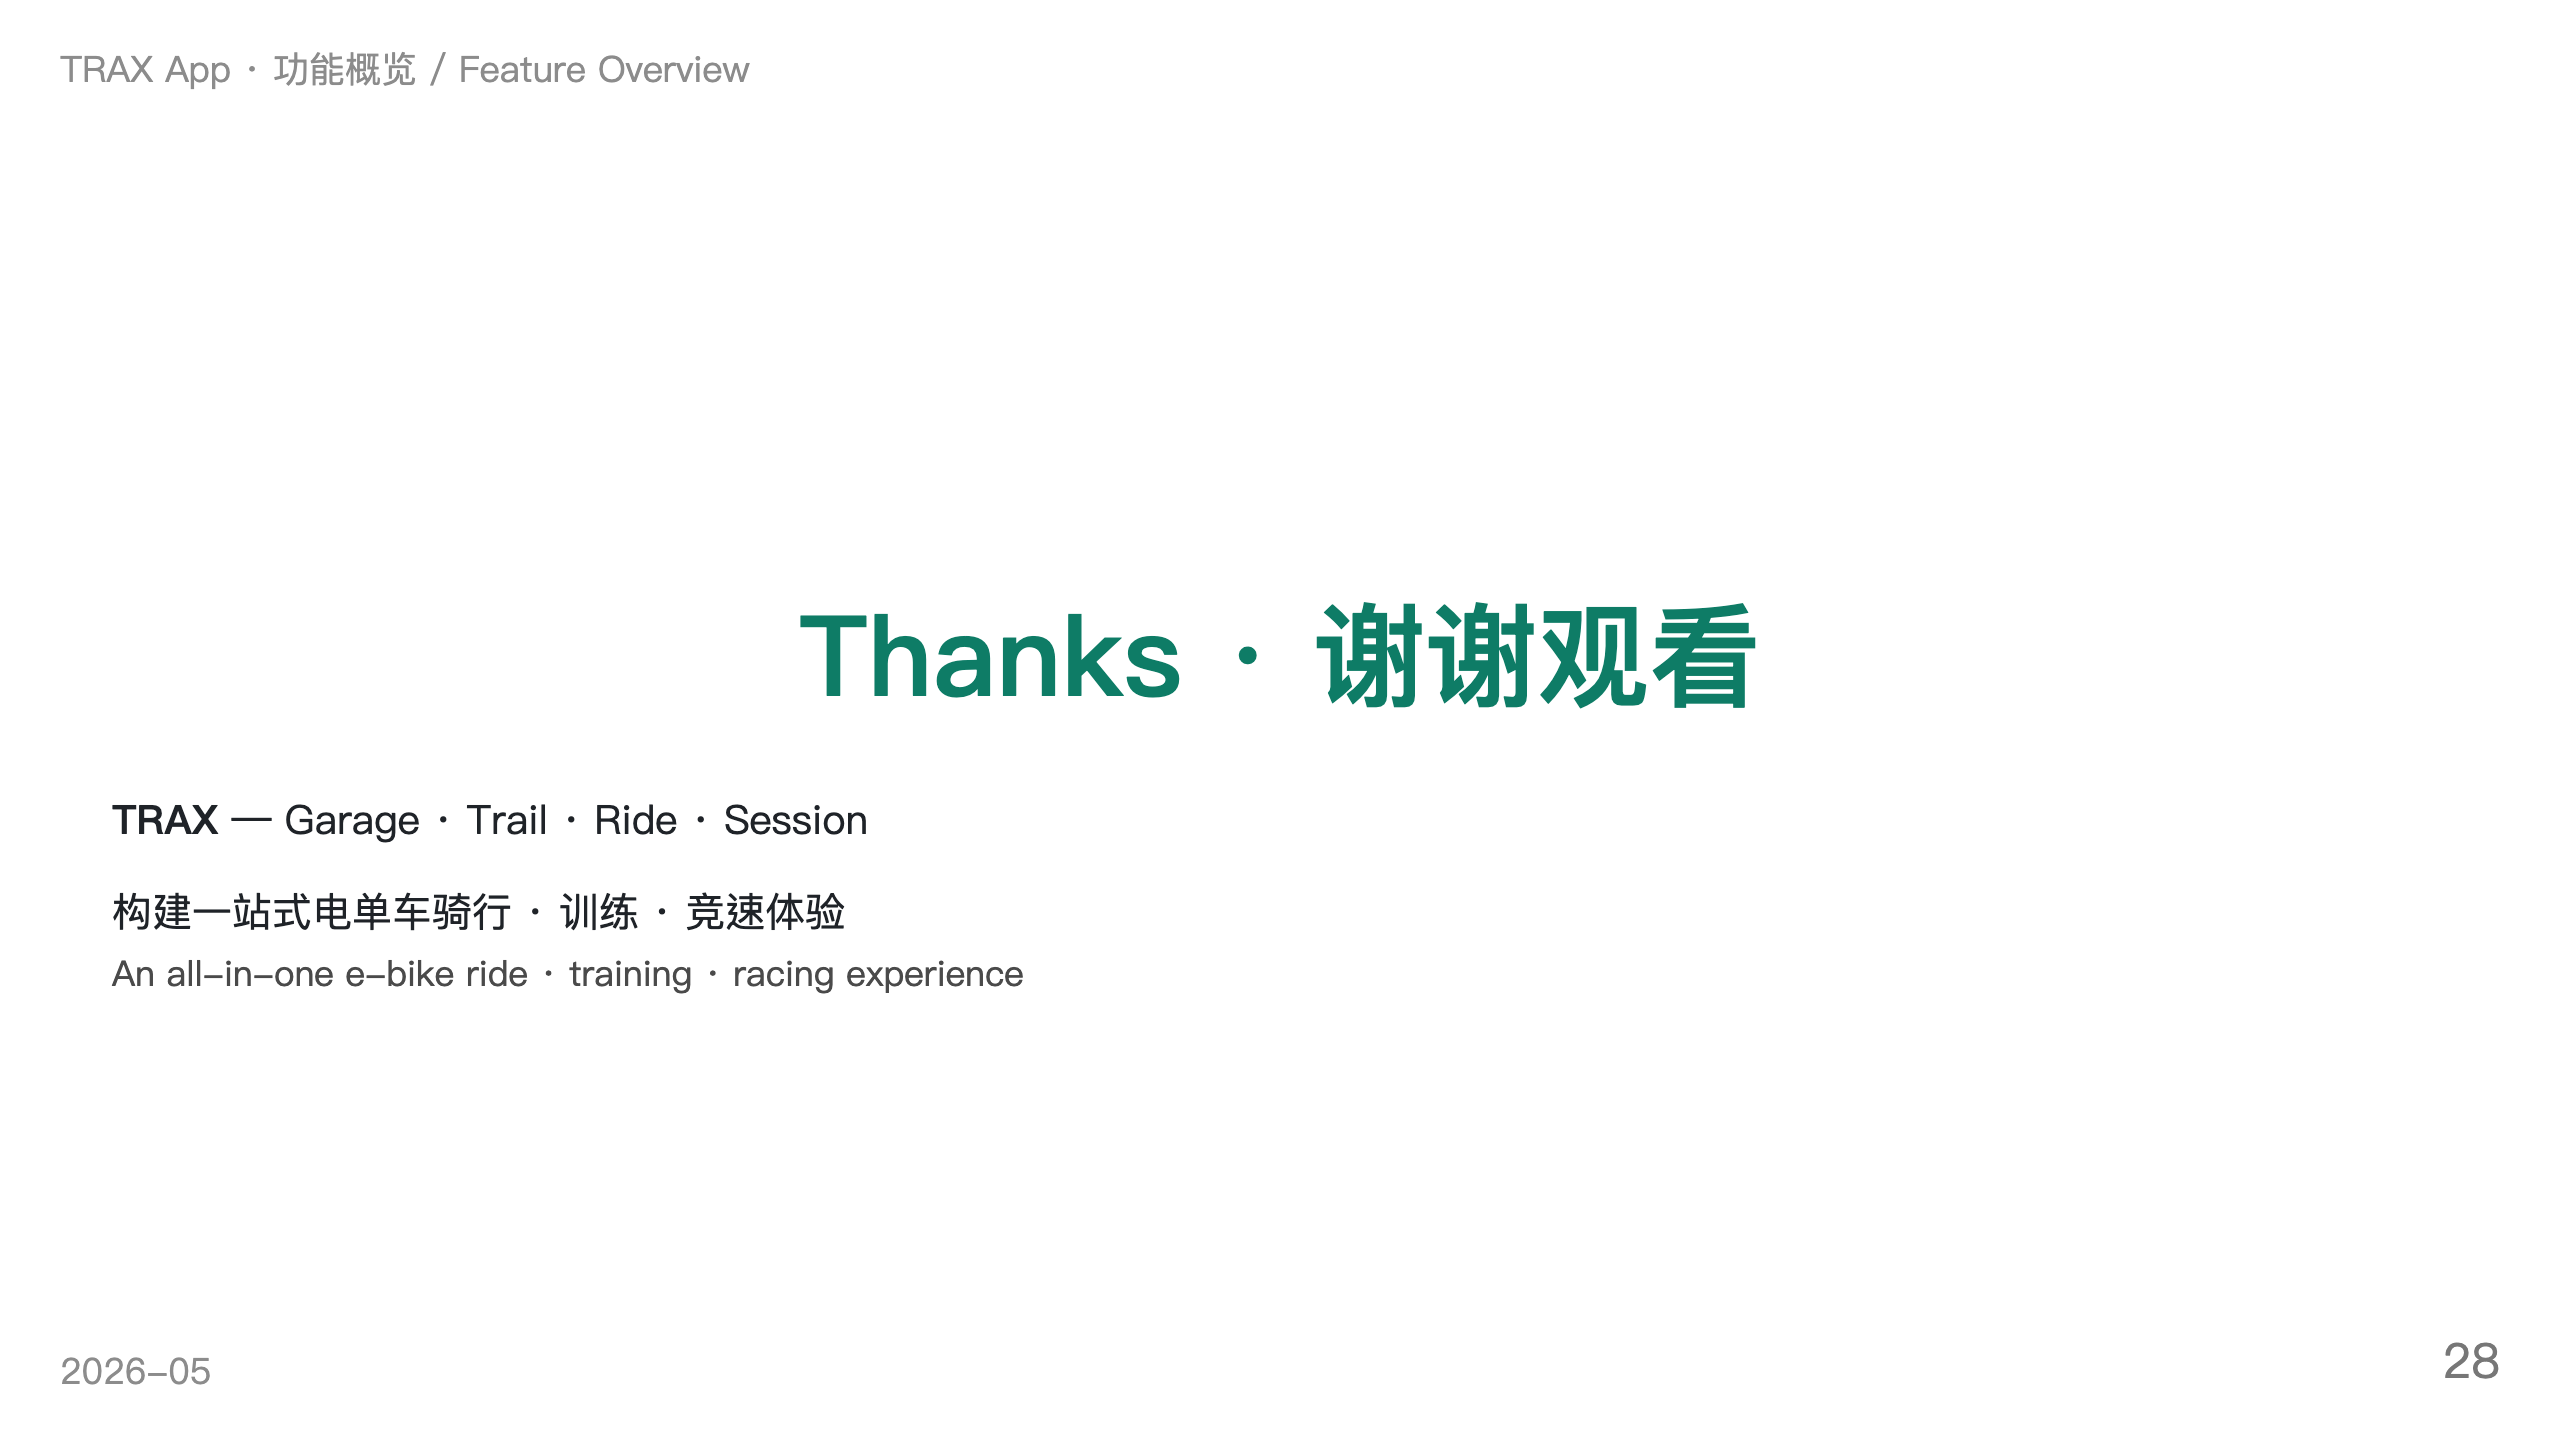 TRAX App · 功能概览 / Feature Overview
Thanks · 谢谢观看
TRAX — Garage · Trail · Ride · Session
构建一站式电单车骑行 · 训练 · 竞速体验
An all-in-one e-bike ride · training · racing experience
2026-05
28